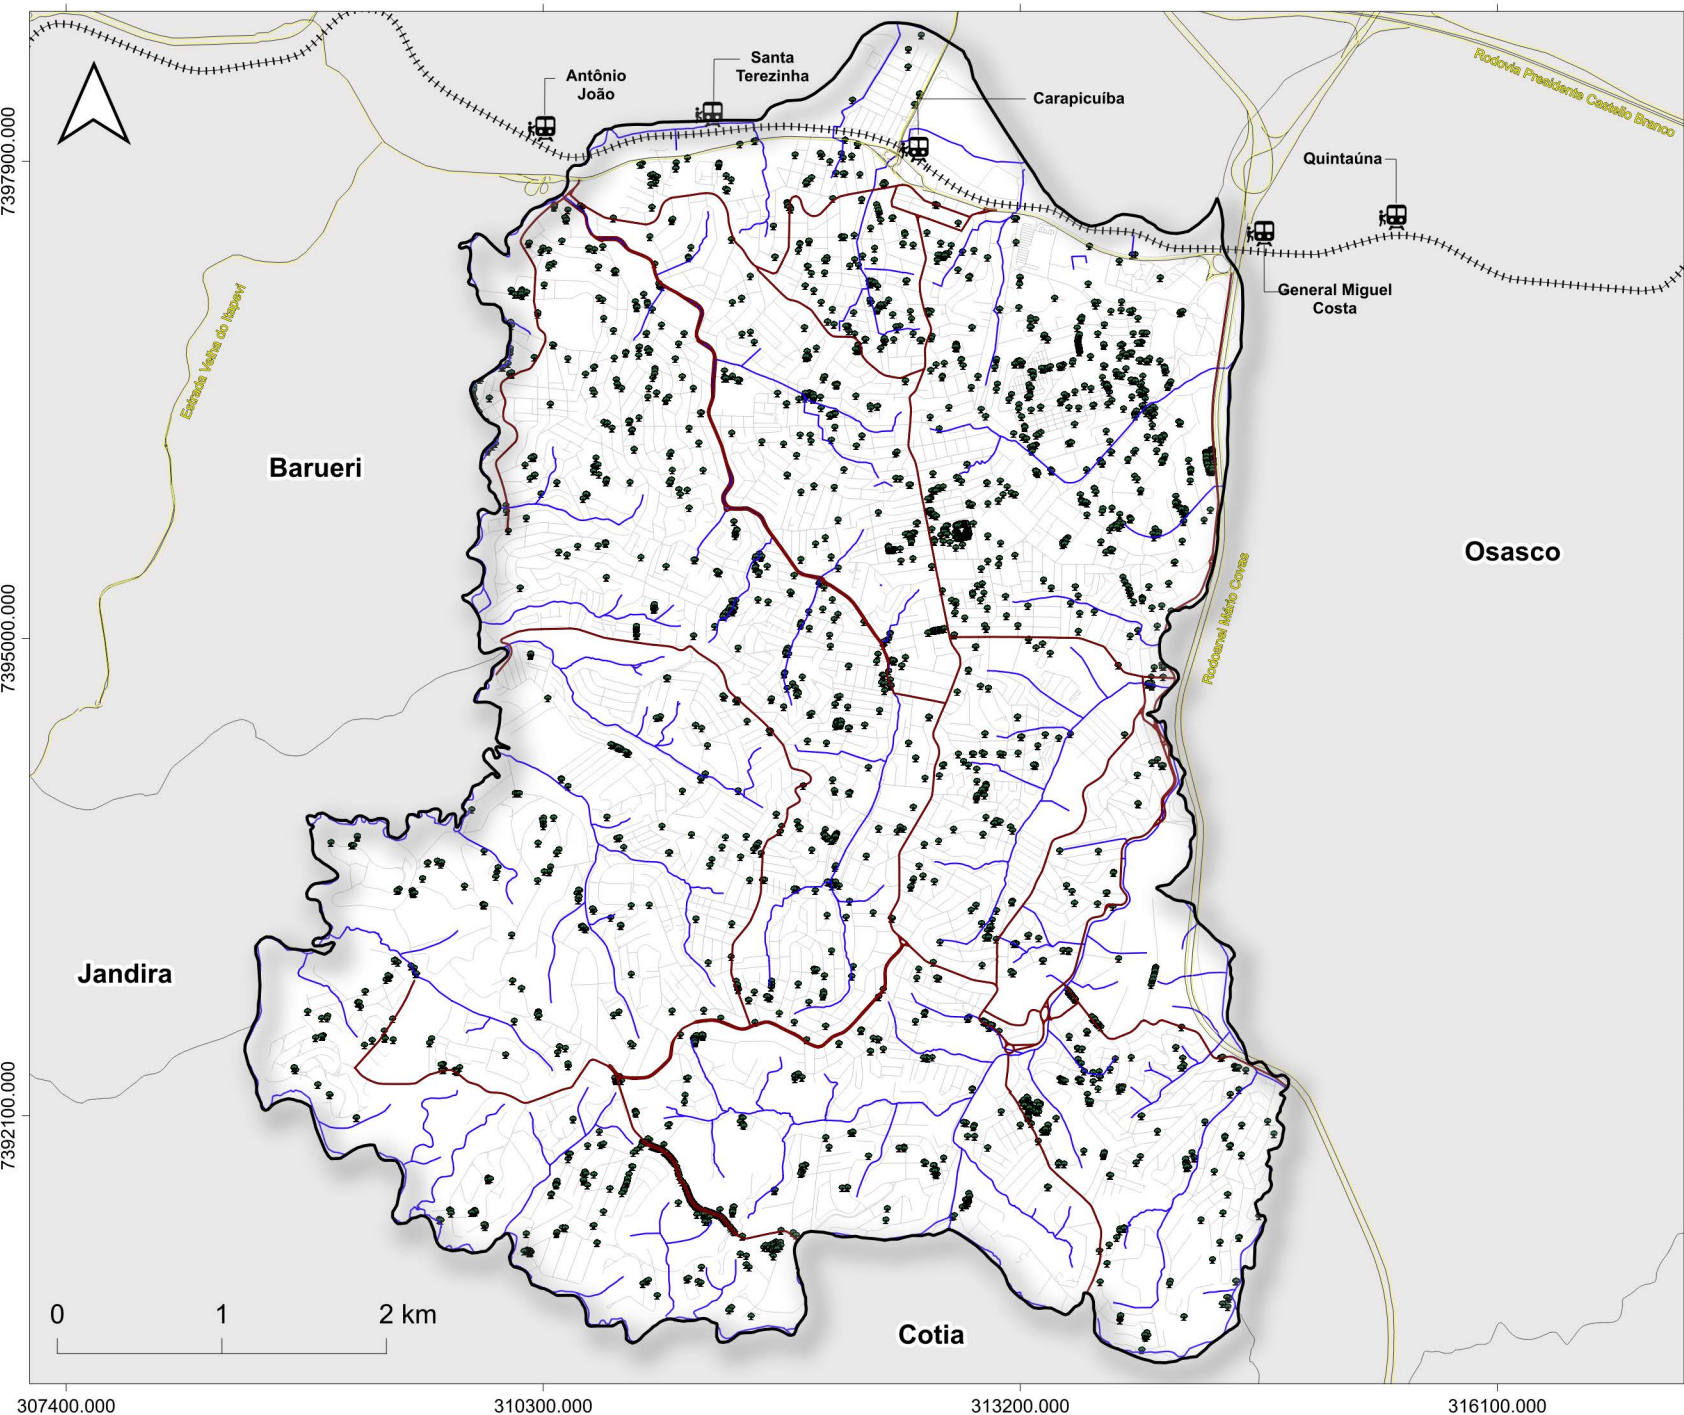 Santa
Terezinha
Antônio
João
Carapicuíba
Rodovia Presidente Castello Branco
Quintaúna
General Miguel
Costa
Estrada Velha do Itapevi
Barueri
Osasco
Rodoanel Mário Covas
Jandira
Cotia
0 1 2 km
7397900.000
7395000.000
7392100.000
307400.000 310300.000 313200.000 316100.000